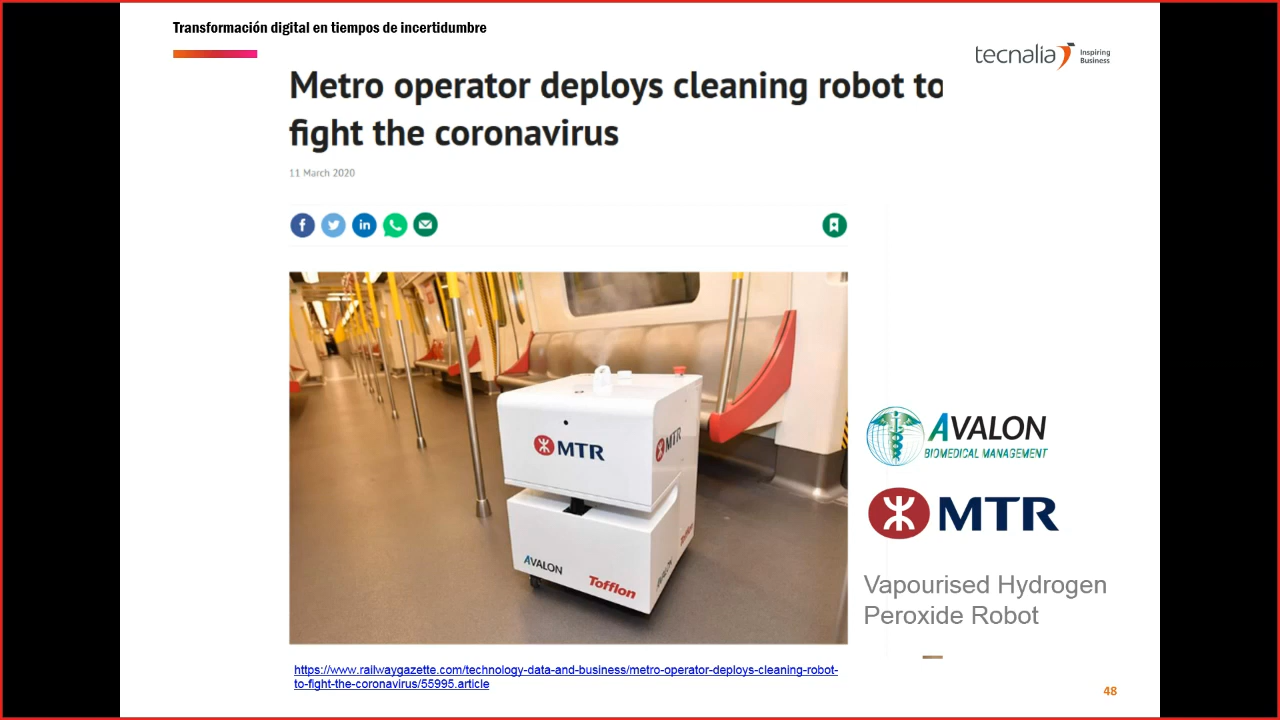 Transformación digital en tiempos de incertidumbre
tecnalia Inspiring
Business
Metro operator deploys cleaning robot to
fight the coronavirus
11 March 2020
MTR
MTR
AVALON
Tofflon
AVALON
BIOMEDICAL MANAGEMENT
MTR
Vapourised Hydrogen
Peroxide Robot
https://www.railwaygazette.com/technology-data-and-business/metro-operator-deploys-cleaning-robot-
to-fight-the-coronavirus/55995.article
48